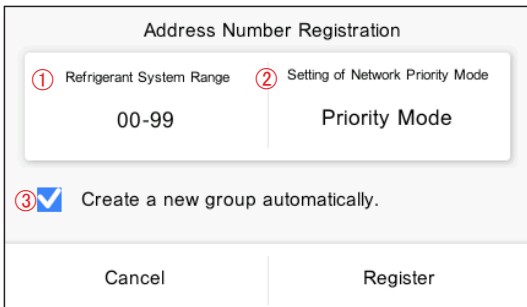 Address Number Registration
① Refrigerant System Range
② Setting of Network Priority Mode
00-99
Priority Mode
③ Create a new group automatically.
Cancel
Register